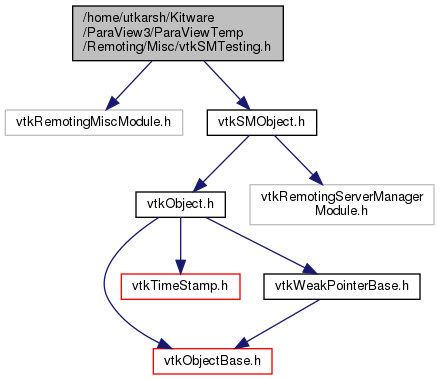 /home/utkarsh/Kitware
/ParaView3/ParaViewTemp
/Remoting/Misc/vtkSMTesting.h
vtkRemotingMiscModule.h
vtkSMObject.h
vtkObject.h
vtkRemotingServerManager
Module.h
vtkTimeStamp.h
vtkWeakPointerBase.h
vtkObjectBase.h